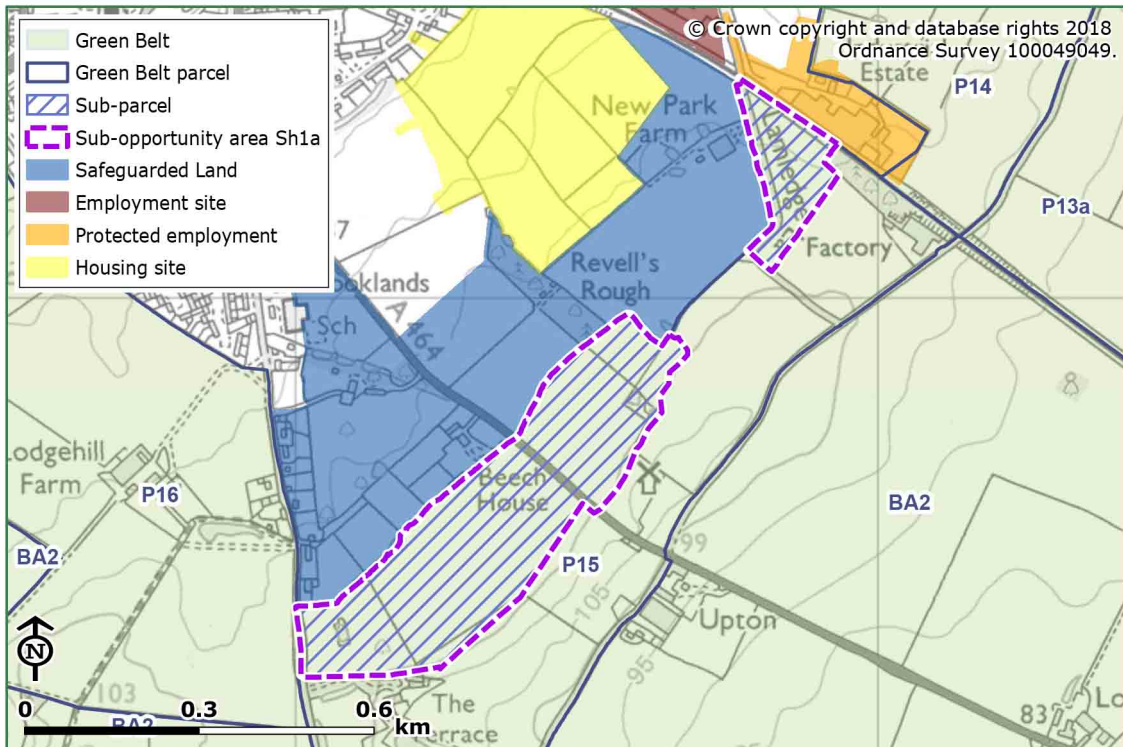 Green Belt
Green Belt parcel
Sub-parcel
Sub-opportunity area Sh1a
Safeguarded Land
Employment site
Protected employment
Housing site
© Crown copyright and database rights 2018
Ordnance Survey 100049049.
Estate
P14
New Park
Farm
P13a
Factory
Revell's
Rough
ooklands
A 464
Sch
7
Lodgehill
Farm
P16
Beech
House
BA2
BA2
P15
99
105
Upton
95
103
BA2
The
Terrace
83
Lo
N
0 0.3 0.6
km